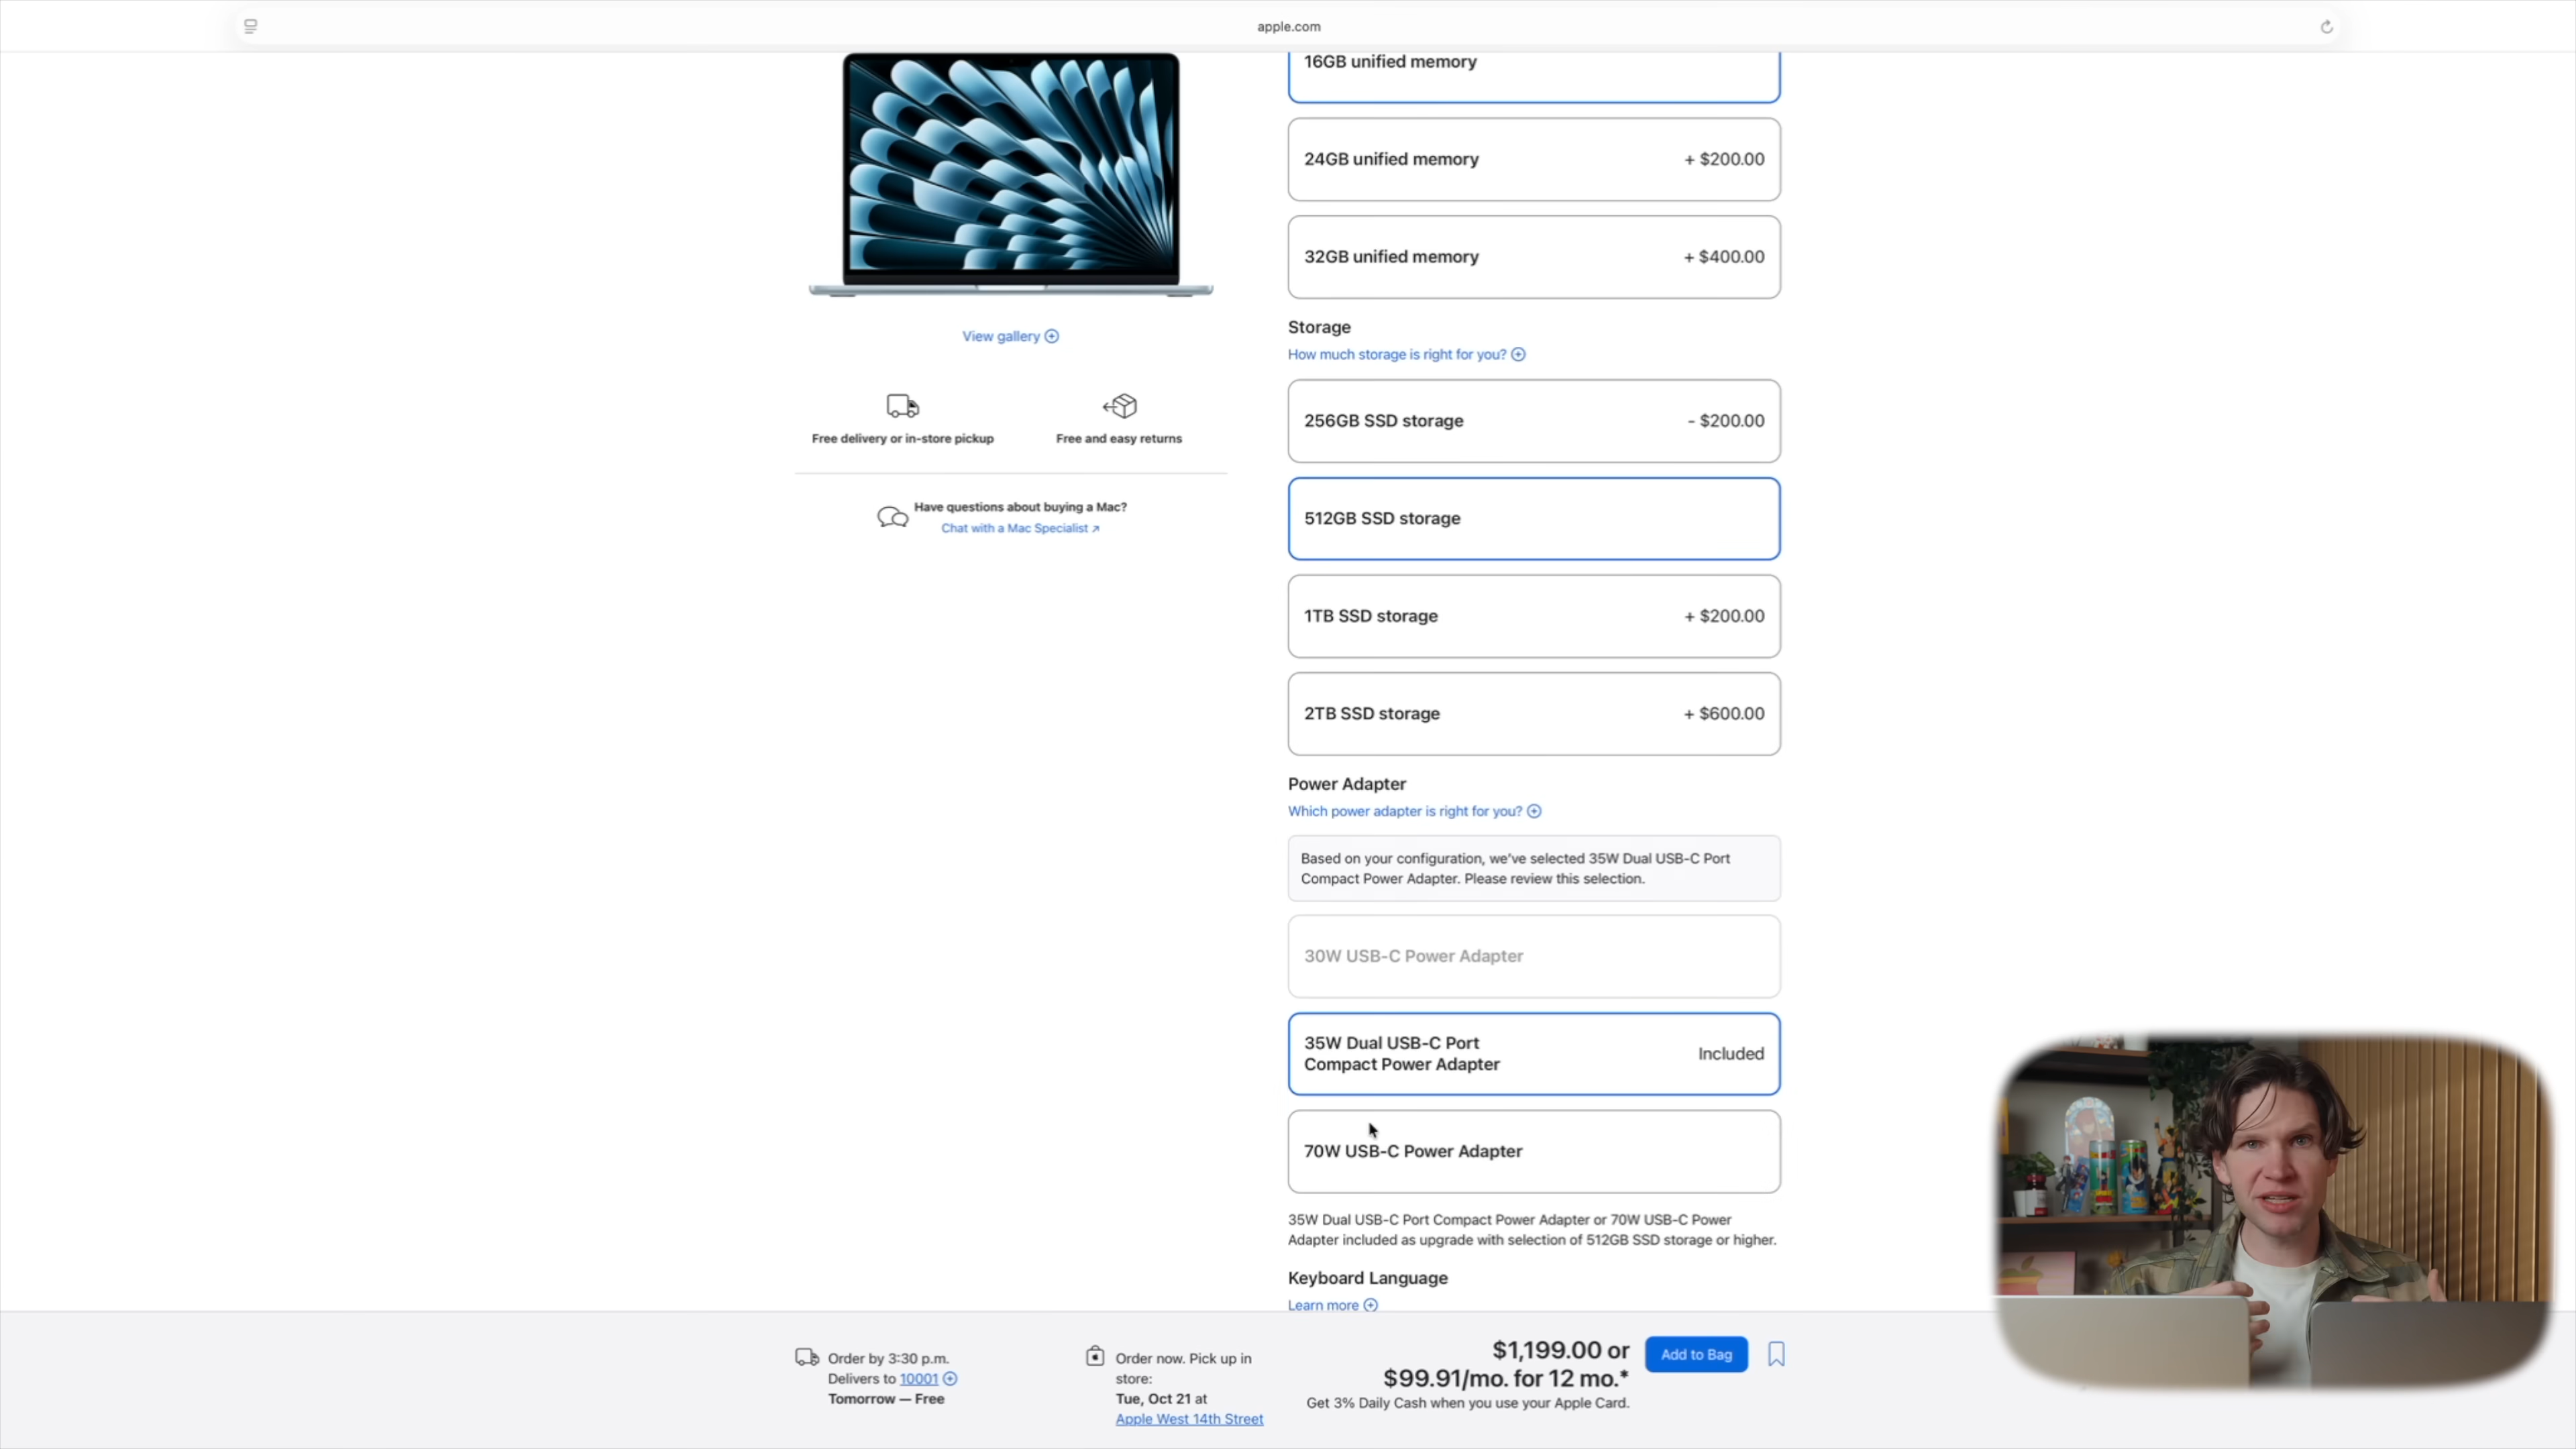 apple.com
16GB unified memory
24GB unified memory + $200.00
32GB unified memory + $400.00
View gallery
Storage
How much storage is right for you?
Free delivery or in-store pickup
Free and easy returns
256GB SSD storage - $200.00
Have questions about buying a Mac?
Chat with a Mac Specialist ↗
512GB SSD storage
1TB SSD storage + $200.00
2TB SSD storage + $600.00
Power Adapter
Which power adapter is right for you?
Based on your configuration, we've selected 35W Dual USB-C Port
Compact Power Adapter. Please review this selection.
30W USB-C Power Adapter
35W Dual USB-C Port
Compact Power Adapter
Included
70W USB-C Power Adapter
35W Dual USB-C Port Compact Power Adapter or 70W USB-C Power
Adapter included as upgrade with selection of 512GB SSD storage or higher.
Keyboard Language
Learn more
Order by 3:30 p.m.
Delivers to 10001
Tomorrow — Free
Order now. Pick up in
store:
Tue, Oct 21 at
Apple West 14th Street
$1,199.00 or
$99.91/mo. for 12 mo.*
Get 3% Daily Cash when you use your Apple Card.
Add to Bag